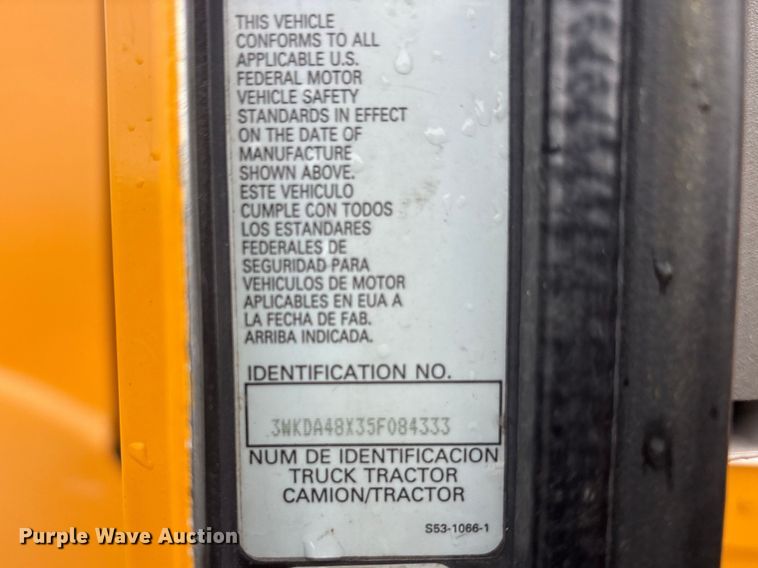 THIS VEHICLE
CONFORMS TO ALL
APPLICABLE U.S.
FEDERAL MOTOR
VEHICLE SAFETY
STANDARDS IN EFFECT
ON THE DATE OF
MANUFACTURE
SHOWN ABOVE.
ESTE VEHICULO
CUMPLE CON TODOS
LOS ESTANDARES
FEDERALES DE
SEGURIDAD PARA
VEHICULOS DE MOTOR
APLICABLES EN EUA A
LA FECHA DE FAB.
ARRIBA INDICADA.
IDENTIFICATION NO.
3WKDA48X35F084333
NUM DE IDENTIFICACION
TRUCK TRACTOR
CAMION/TRACTOR
S53-1066-1
Purple Wave Auction